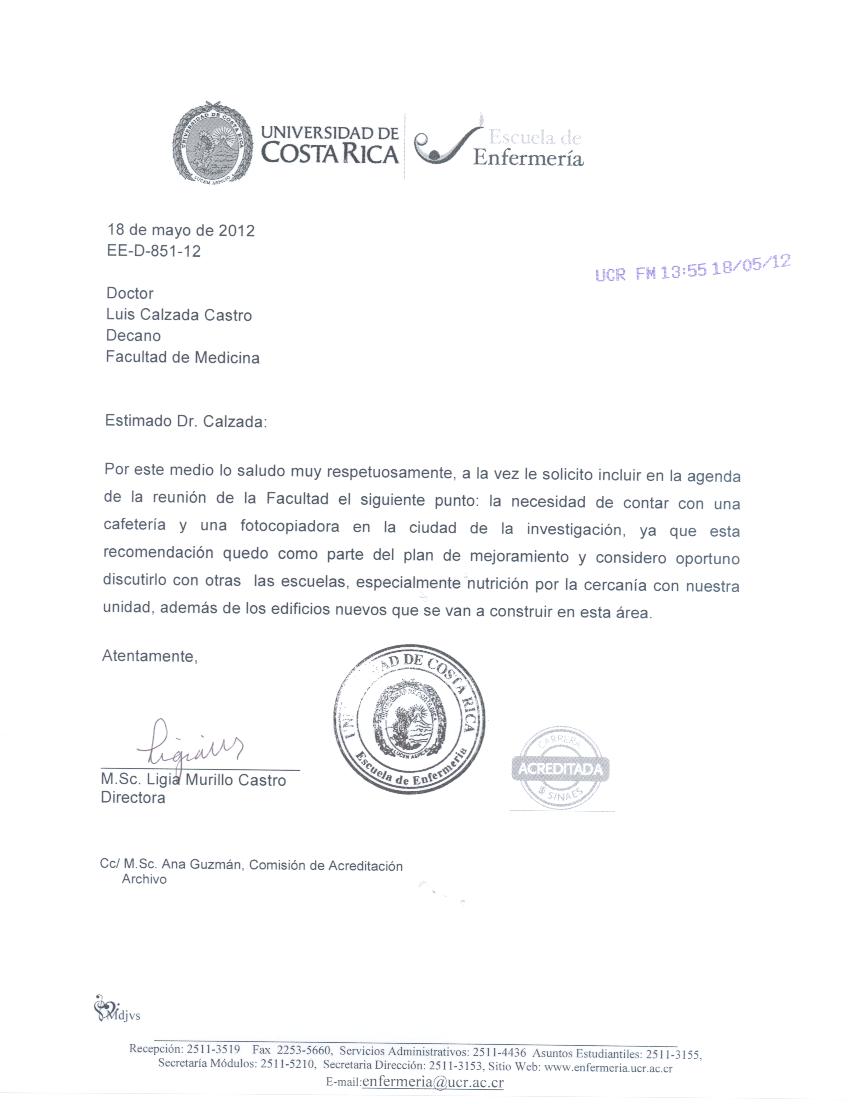 UNIVERSIDAD DE COSTA RICA
LUCEM ASPICIO
UNIVERSIDAD DE
COSTA RICA
Escuela de
Enfermería
18 de mayo de 2012
EE-D-851-12
UCR FM 13:55 18/05/12
Doctor
Luis Calzada Castro
Decano
Facultad de Medicina
Estimado Dr. Calzada:
Por este medio lo saludo muy respetuosamente, a la vez le solicito incluir en la agenda
de la reunión de la Facultad el siguiente punto: la necesidad de contar con una
cafetería y una fotocopiadora en la ciudad de la investigación, ya que esta
recomendación quedo como parte del plan de mejoramiento y considero oportuno
discutirlo con otras las escuelas, especialmente nutrición por la cercanía con nuestra
unidad, además de los edificios nuevos que se van a construir en esta área.
Atentamente,
UNI AD DE COSTA RICA
Escuela de Enfermería
CARRERA
ACREDITADA
SINAES
M.Sc. Ligia Murillo Castro
Directora
Cc/ M.Sc. Ana Guzmán, Comisión de Acreditación
Archivo
djvs
Recepción: 2511-3519 Fax 2253-5660, Servicios Administrativos: 2511-4436 Asuntos Estudiantiles: 2511-3155,
Secretaría Módulos: 2511-5210, Secretaria Dirección: 2511-3153, Sitio Web: www.enfermeria.ucr.ac.cr
E-mail:enfermeria@ucr.ac.cr